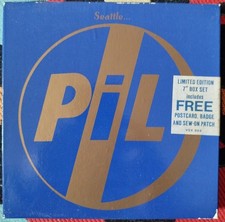 Seattle...
PiL
LIMITED EDITION
7" BOX SET
includes
FREE
POSTCARD, BADGE
AND SEW-ON PATCH